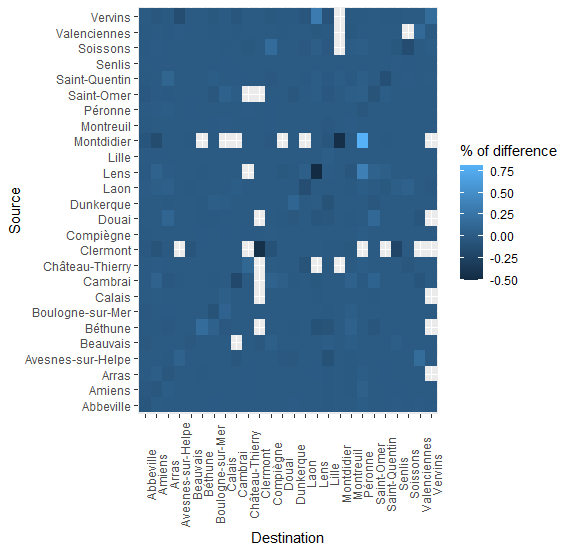 Vervins
Valenciennes
Soissons
Senlis
Saint-Quentin
Saint-Omer
Péronne
Montreuil
Montdidier
Lille
Lens
Laon
Dunkerque
Douai
Compiègne
Clermont
Château-Thierry
Cambrai
Calais
Boulogne-sur-Mer
Béthune
Beauvais
Avesnes-sur-Helpe
Arras
Amiens
Abbeville
Source
% of difference
0.75
0.50
0.25
0.00
-0.25
-0.50
Abbeville
Amiens
Arras
Avesnes-sur-Helpe
Beauvais
Béthune
Boulogne-sur-Mer
Calais
Cambrai
Château-Thierry
Clermont
Compiègne
Douai
Dunkerque
Laon
Lens
Lille
Montdidier
Montreuil
Péronne
Saint-Omer
Saint-Quentin
Senlis
Soissons
Valenciennes
Vervins
Destination